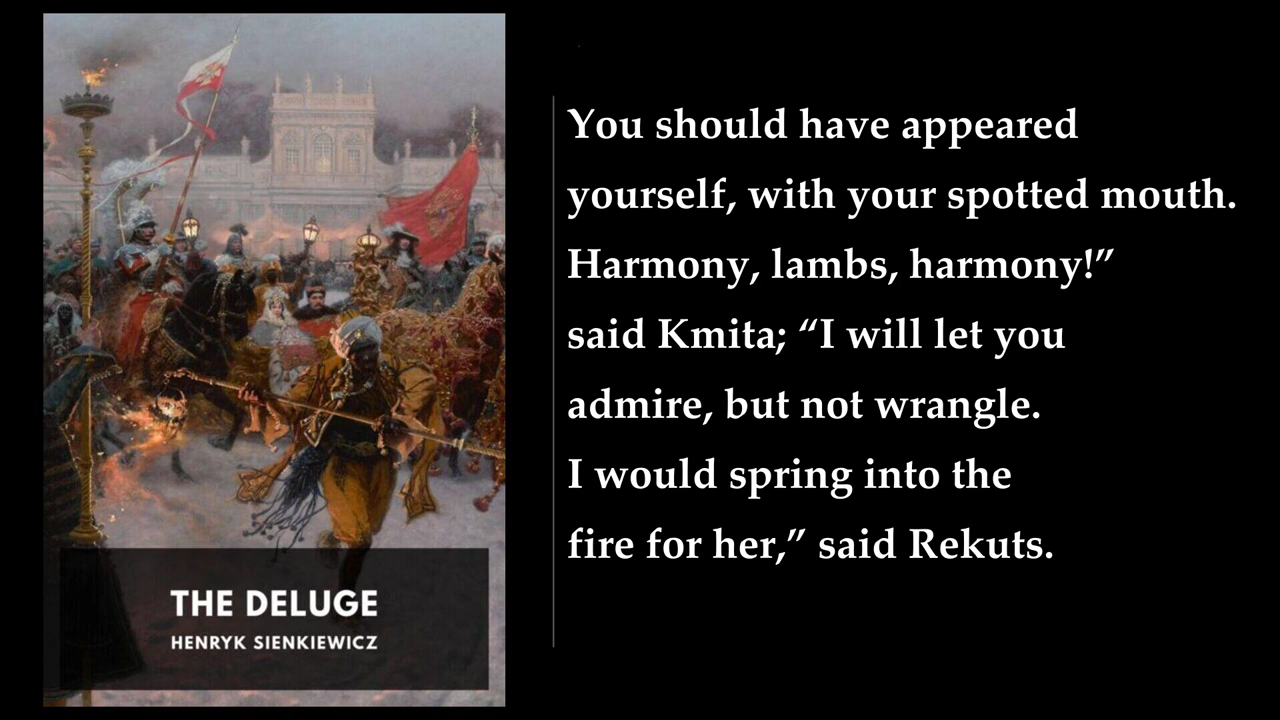 You should have appeared
yourself, with your spotted mouth.
Harmony, lambs, harmony!”
said Kmita; “I will let you
admire, but not wrangle.
I would spring into the
fire for her,” said Rekuts.
THE DELUGE
HENRYK SIENKIEWICZ